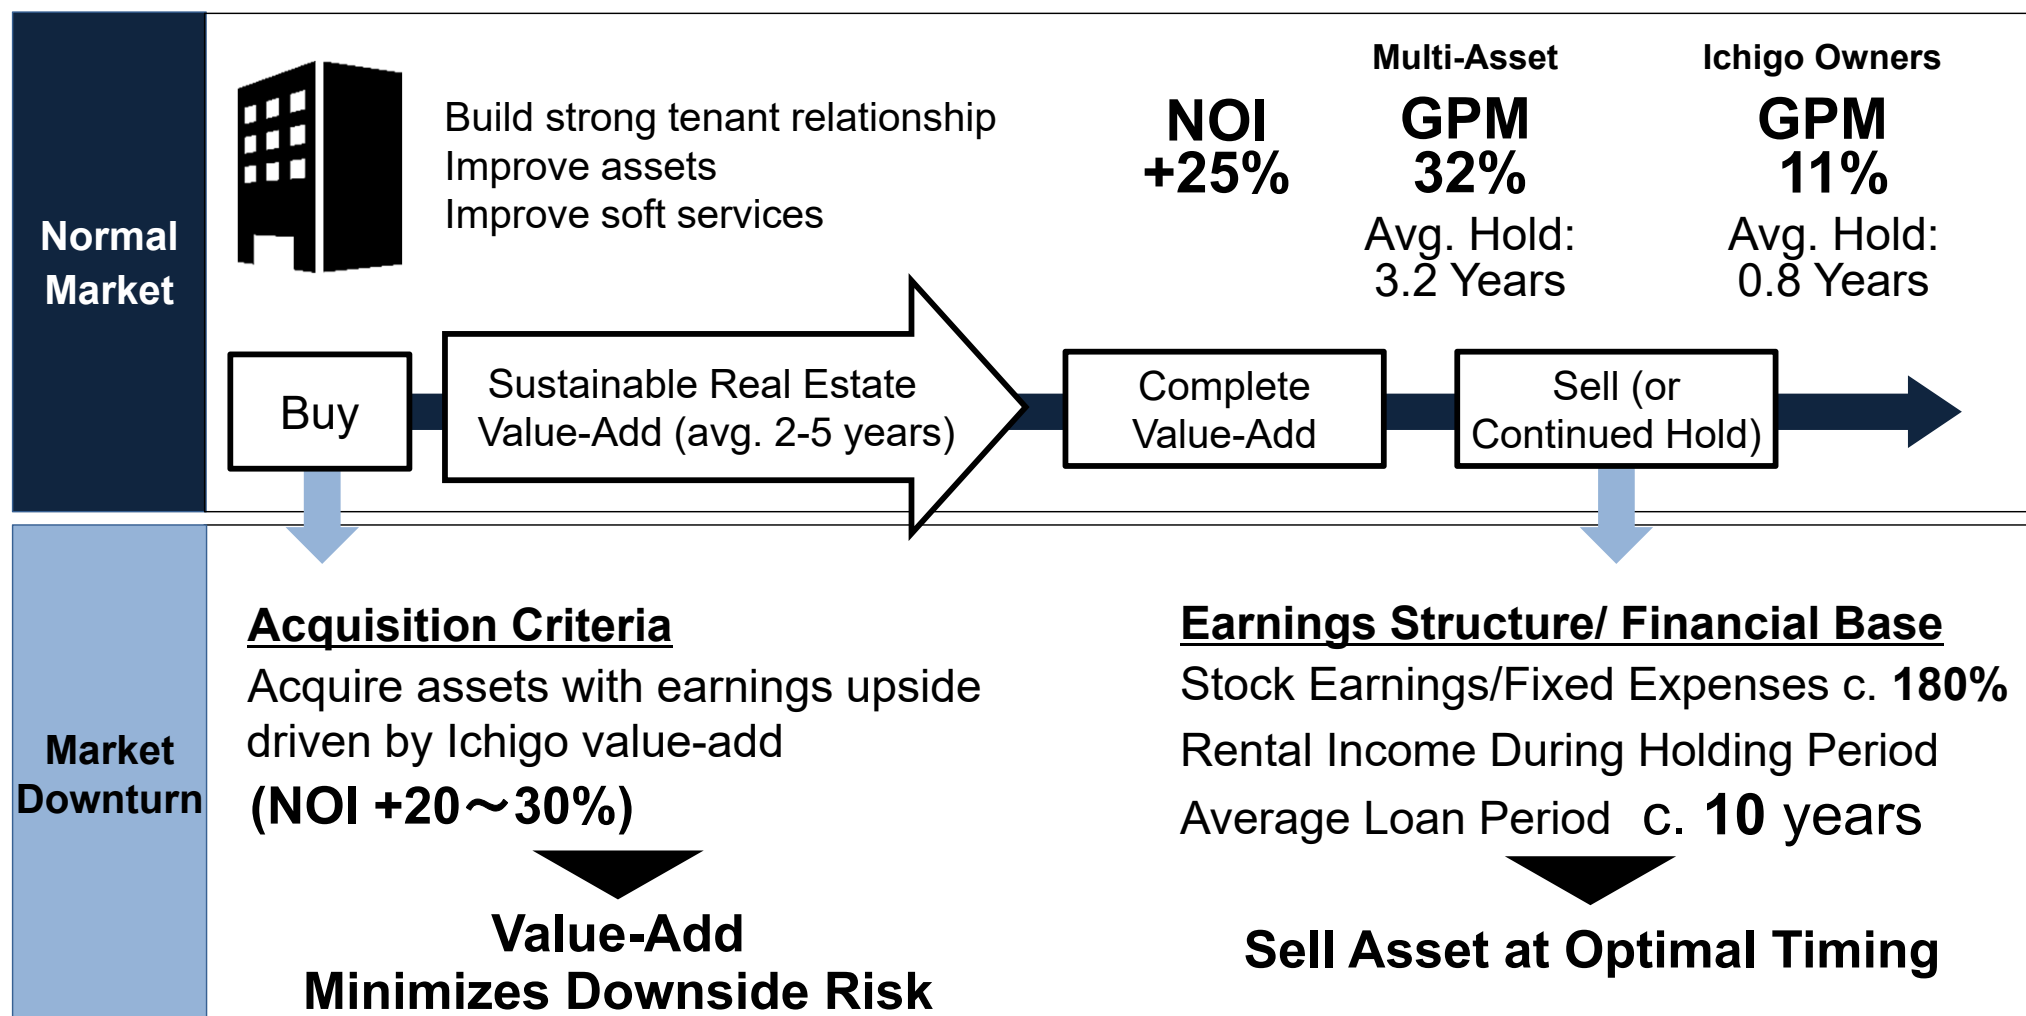 Normal
Market
Build strong tenant relationship
Improve assets
Improve soft services
NOI
+25%
Multi-Asset
GPM
32%
Avg. Hold:
3.2 Years
Ichigo Owners
GPM
11%
Avg. Hold:
0.8 Years
Buy
Sustainable Real Estate
Value-Add (avg. 2-5 years)
Complete
Value-Add
Sell (or
Continued Hold)
Market
Downturn
Acquisition Criteria
Acquire assets with earnings upside
driven by Ichigo value-add
(NOI +20～30%)
Value-Add
Minimizes Downside Risk
Earnings Structure/ Financial Base
Stock Earnings/Fixed Expenses c. 180%
Rental Income During Holding Period
Average Loan Period c. 10 years
Sell Asset at Optimal Timing